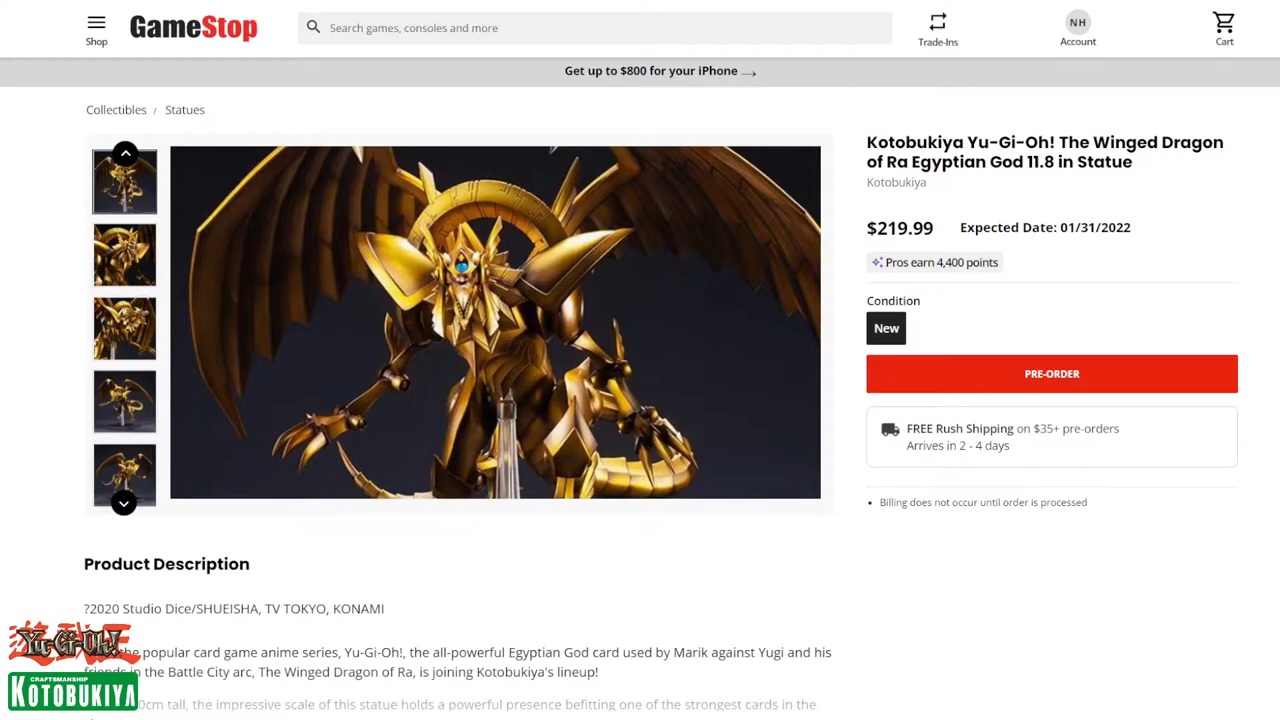 Shop
GameStop
Search games, consoles and more
Trade-Ins
NH
Account
Cart
Get up to $800 for your iPhone
Collectibles / Statues
Kotobukiya Yu-Gi-Oh! The Winged Dragon
of Ra Egyptian God 11.8 in Statue
Kotobukiya
$219.99 Expected Date: 01/31/2022
Pros earn 4,400 points
Condition
New
PRE-ORDER
FREE Rush Shipping on $35+ pre-orders
Arrives in 2 - 4 days
• Billing does not occur until order is processed
Product Description
?2020 Studio Dice/SHUEISHA, TV TOKYO, KONAMI
the popular card game anime series, Yu-Gi-Oh!, the all-powerful Egyptian God card used by Marik against Yugi and his
friends in the Battle City arc, The Winged Dragon of Ra, is joining Kotobukiya's lineup!
tall, the impressive scale of this statue holds a powerful presence befitting one of the strongest cards in the
遊戯王
Yu-Gi-Oh!
CRAFTSMANSHIP
KOTOBUKIYA